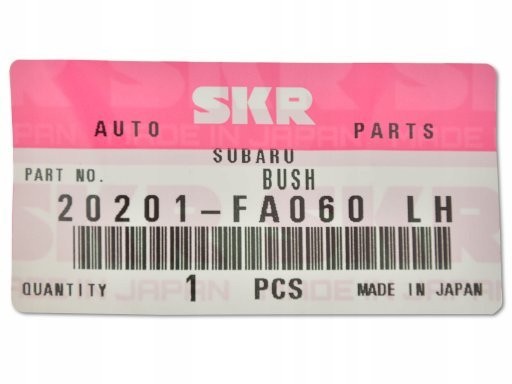 SKR
AUTO PARTS
SUBARU
PART NO. BUSH
20201-FA060 LH
QUANTITY 1 PCS MADE IN JAPAN